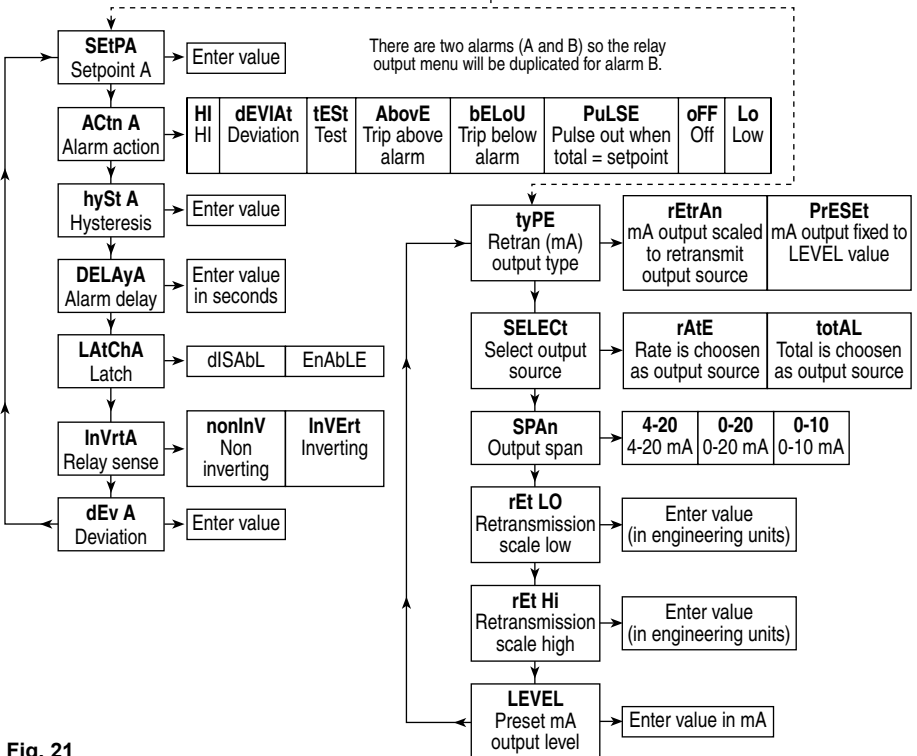 SEtPA
Setpoint A
Enter value
There are two alarms (A and B) so the relay
output menu will be duplicated for alarm B.
ACtn A
Alarm action
HI
HI
dEVIAt
Deviation
tESt
Test
AbovE
Trip above
alarm
bELoU
Trip below
alarm
PuLSE
Pulse out when
total = setpoint
oFF
Off
Lo
Low
hySt A
Hysteresis
Enter value
DELAyA
Alarm delay
Enter value
in seconds
LAtChA
Latch
dISAbL
EnAbLE
InVrtA
Relay sense
nonInV
Non
inverting
InVErt
Inverting
dEv A
Deviation
Enter value
tyPE
Retran (mA)
output type
rEtrAn
mA output scaled
to retransmit
output source
PrESEt
mA output fixed to
LEVEL value
SELECt
Select output
source
rAtE
Rate is choosen
as output source
totAL
Total is choosen
as output source
SPAn
Output span
4-20
4-20 mA
0-20
0-20 mA
0-10
0-10 mA
rEt LO
Retransmission
scale low
Enter value
(in engineering units)
rEt Hi
Retransmission
scale high
Enter value
(in engineering units)
LEVEL
Preset mA
output level
Enter value in mA
Fig. 21